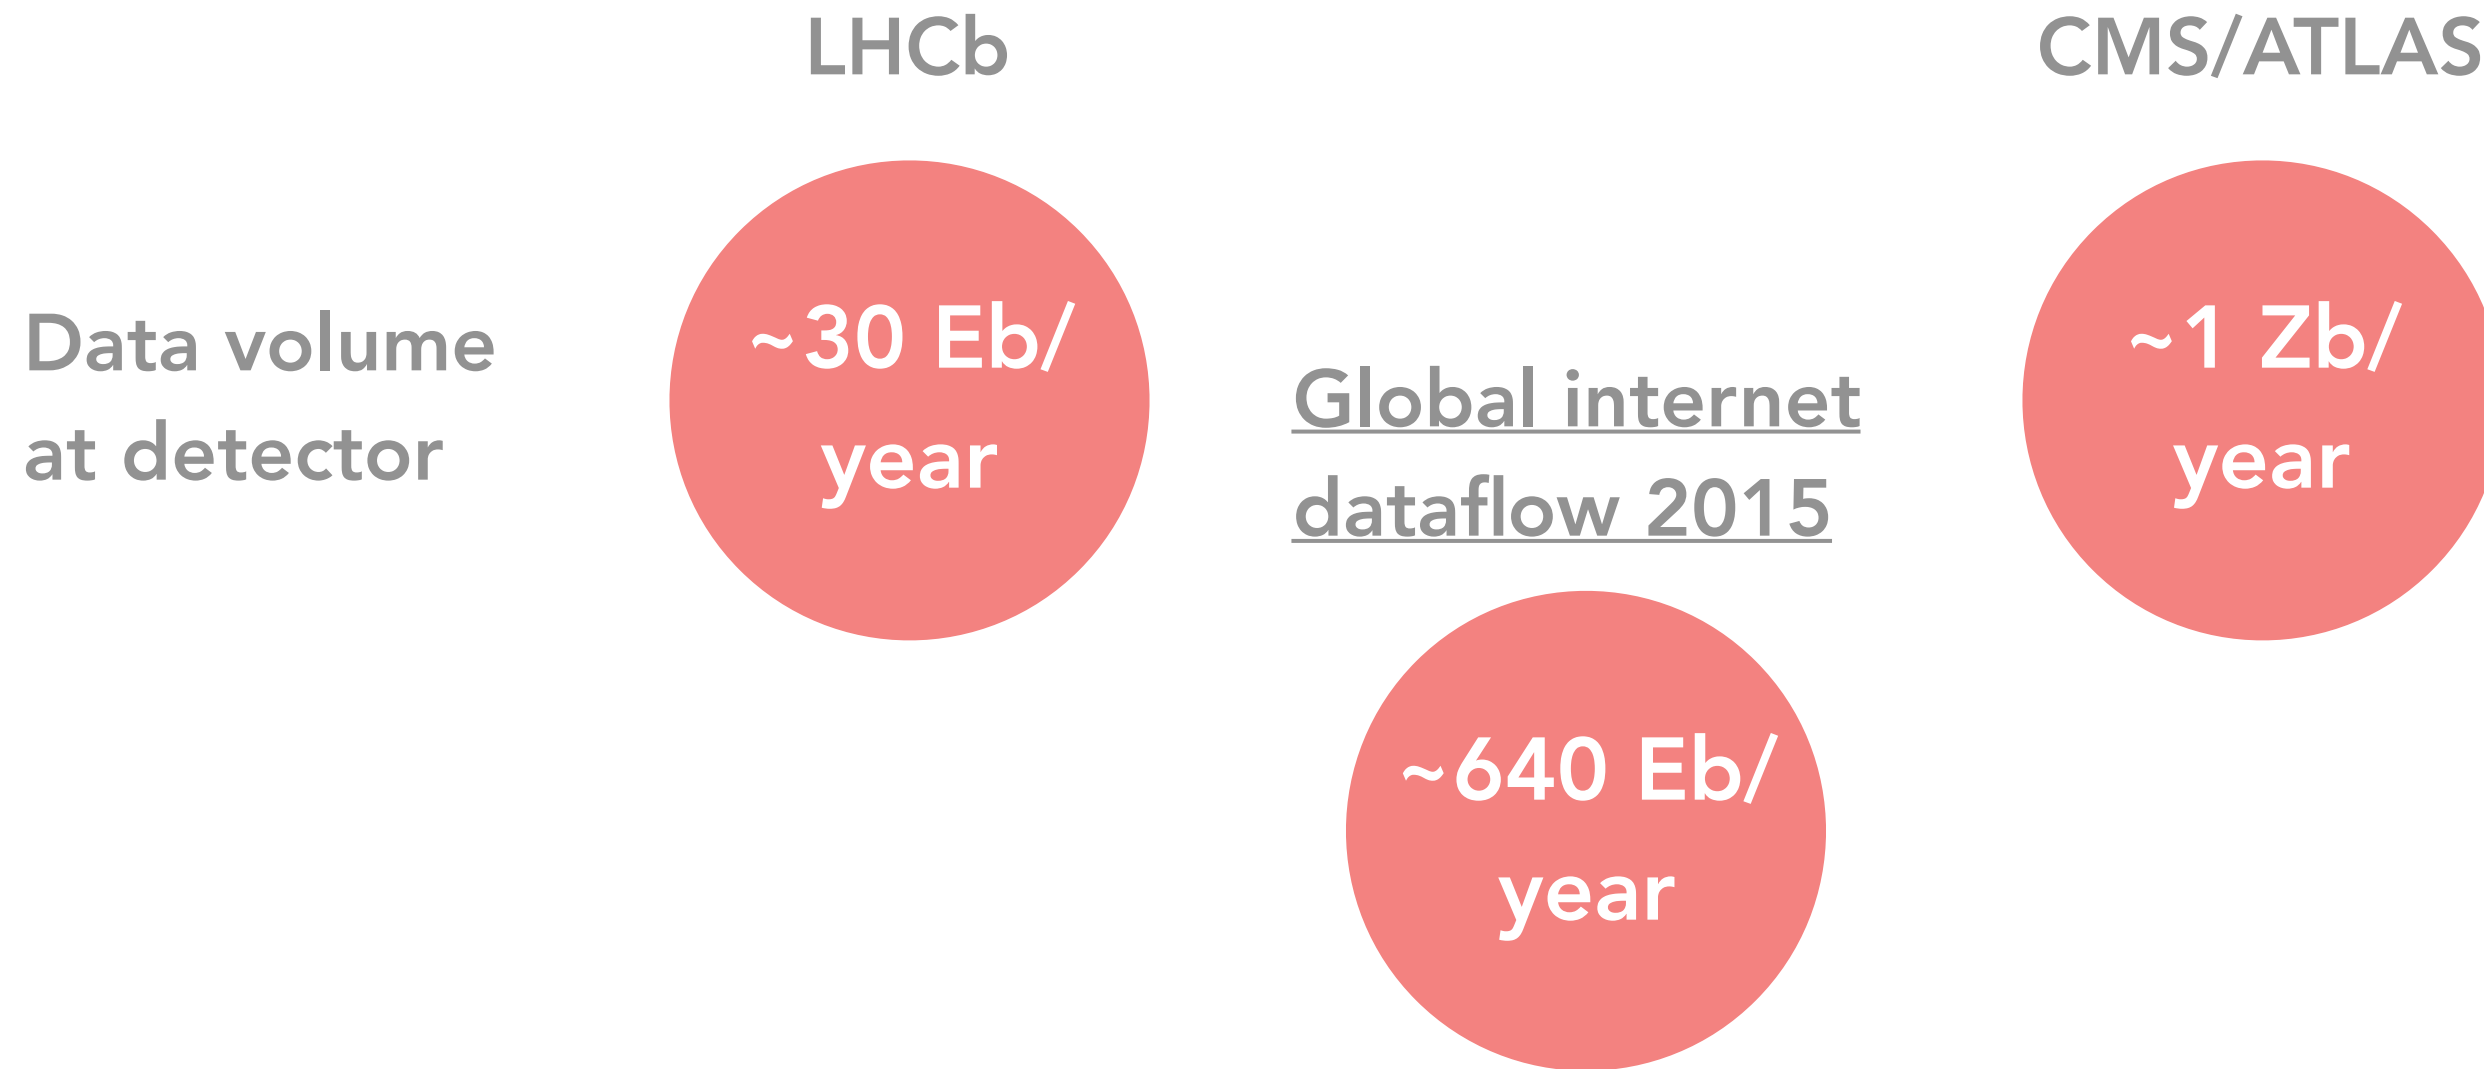 LHCb
CMS/ATLAS
Data volume
at detector
~30 Eb/
year
Global internet
dataflow 2015
~640 Eb/
year
~1 Zb/
year